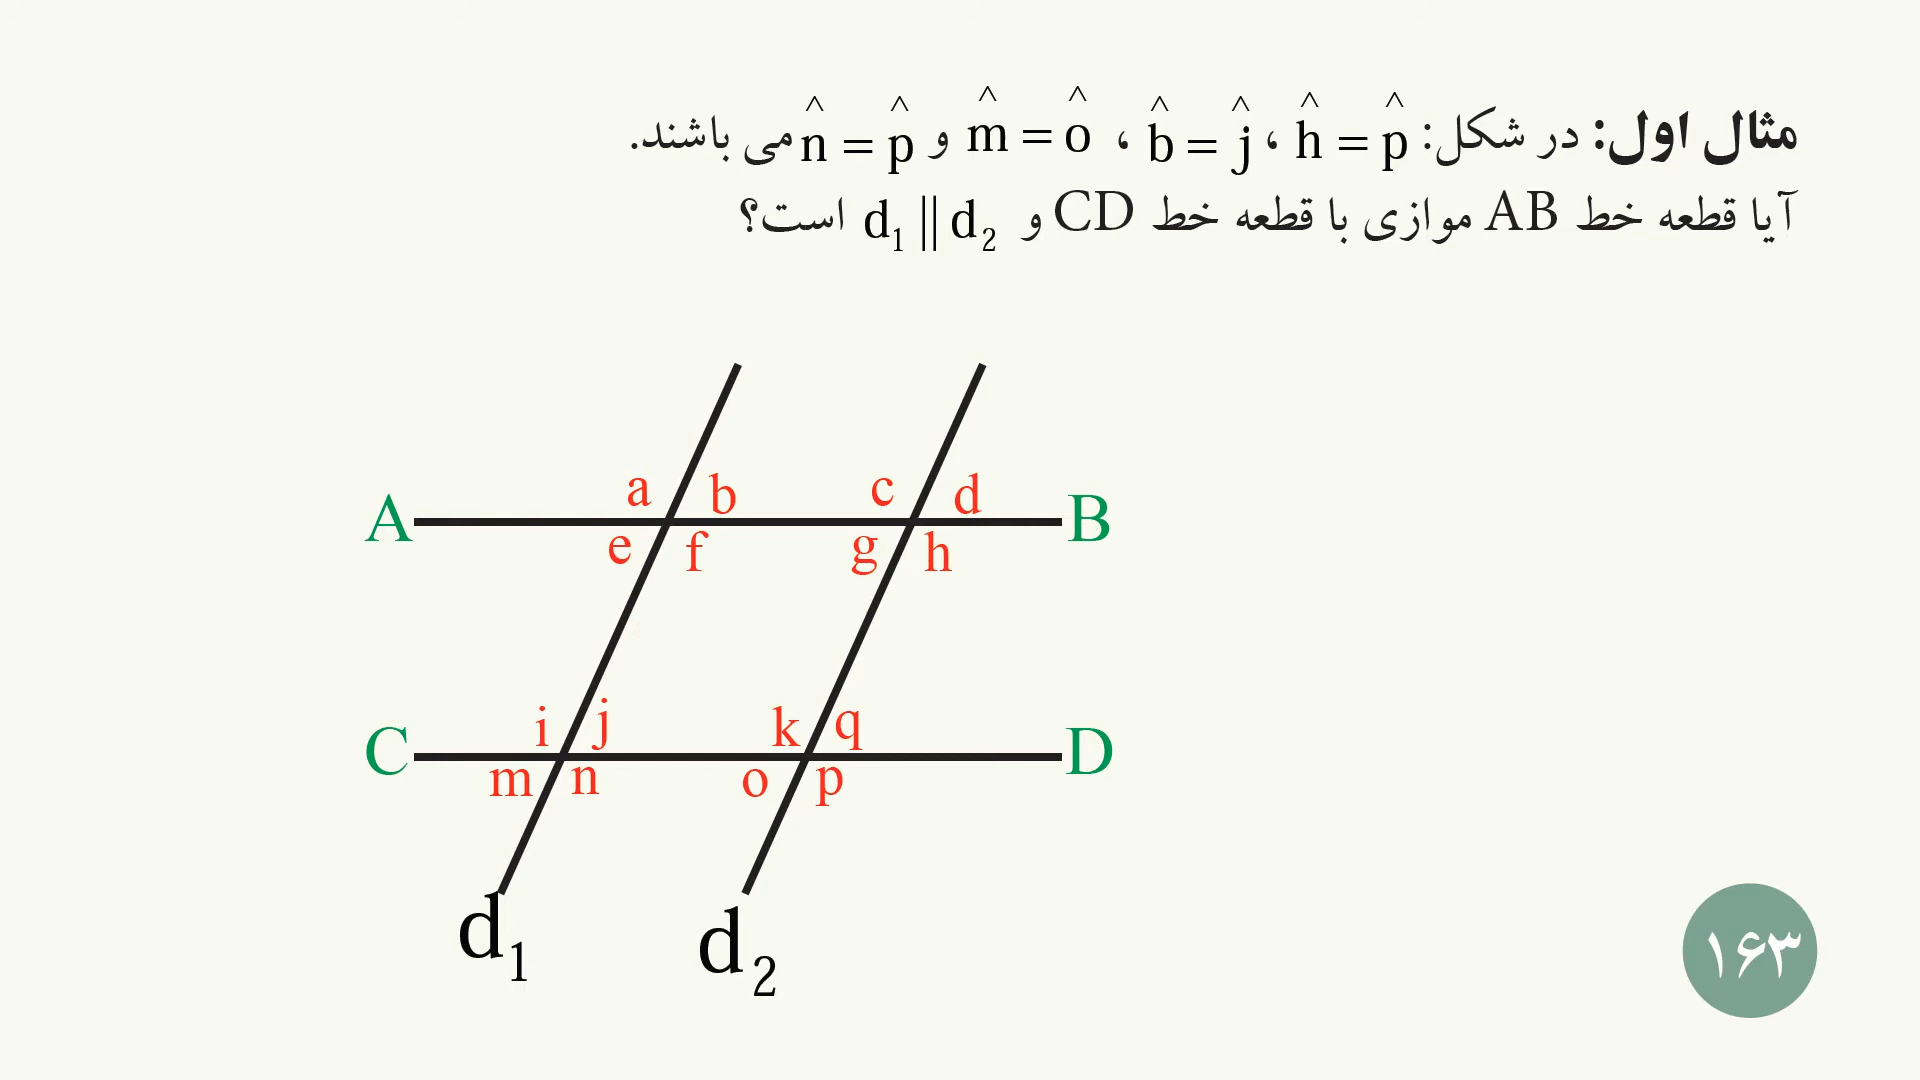 مثال اول: در شکل: ĥ = p̂ ، b̂ = ĵ ، m̂ = ô و n̂ = p̂ می باشند.
آیا قطعه خط AB موازی با قطعه خط CD و d₁ || d₂ است؟
a b c d
A B
e f g h
i j k q
C D
m n o p
d₁ d₂
۱۶۳